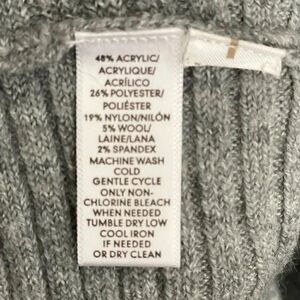 48% ACRYLIC/
ACRYLIQUE/
ACRÍLICO
26% POLYESTER/
POLIÉSTER
19% NYLON/NILÓN
5% WOOL/
LAINE/LANA
2% SPANDEX
MACHINE WASH
COLD
GENTLE CYCLE
ONLY NON-
CHLORINE BLEACH
WHEN NEEDED
TUMBLE DRY LOW
COOL IRON
IF NEEDED
OR DRY CLEAN